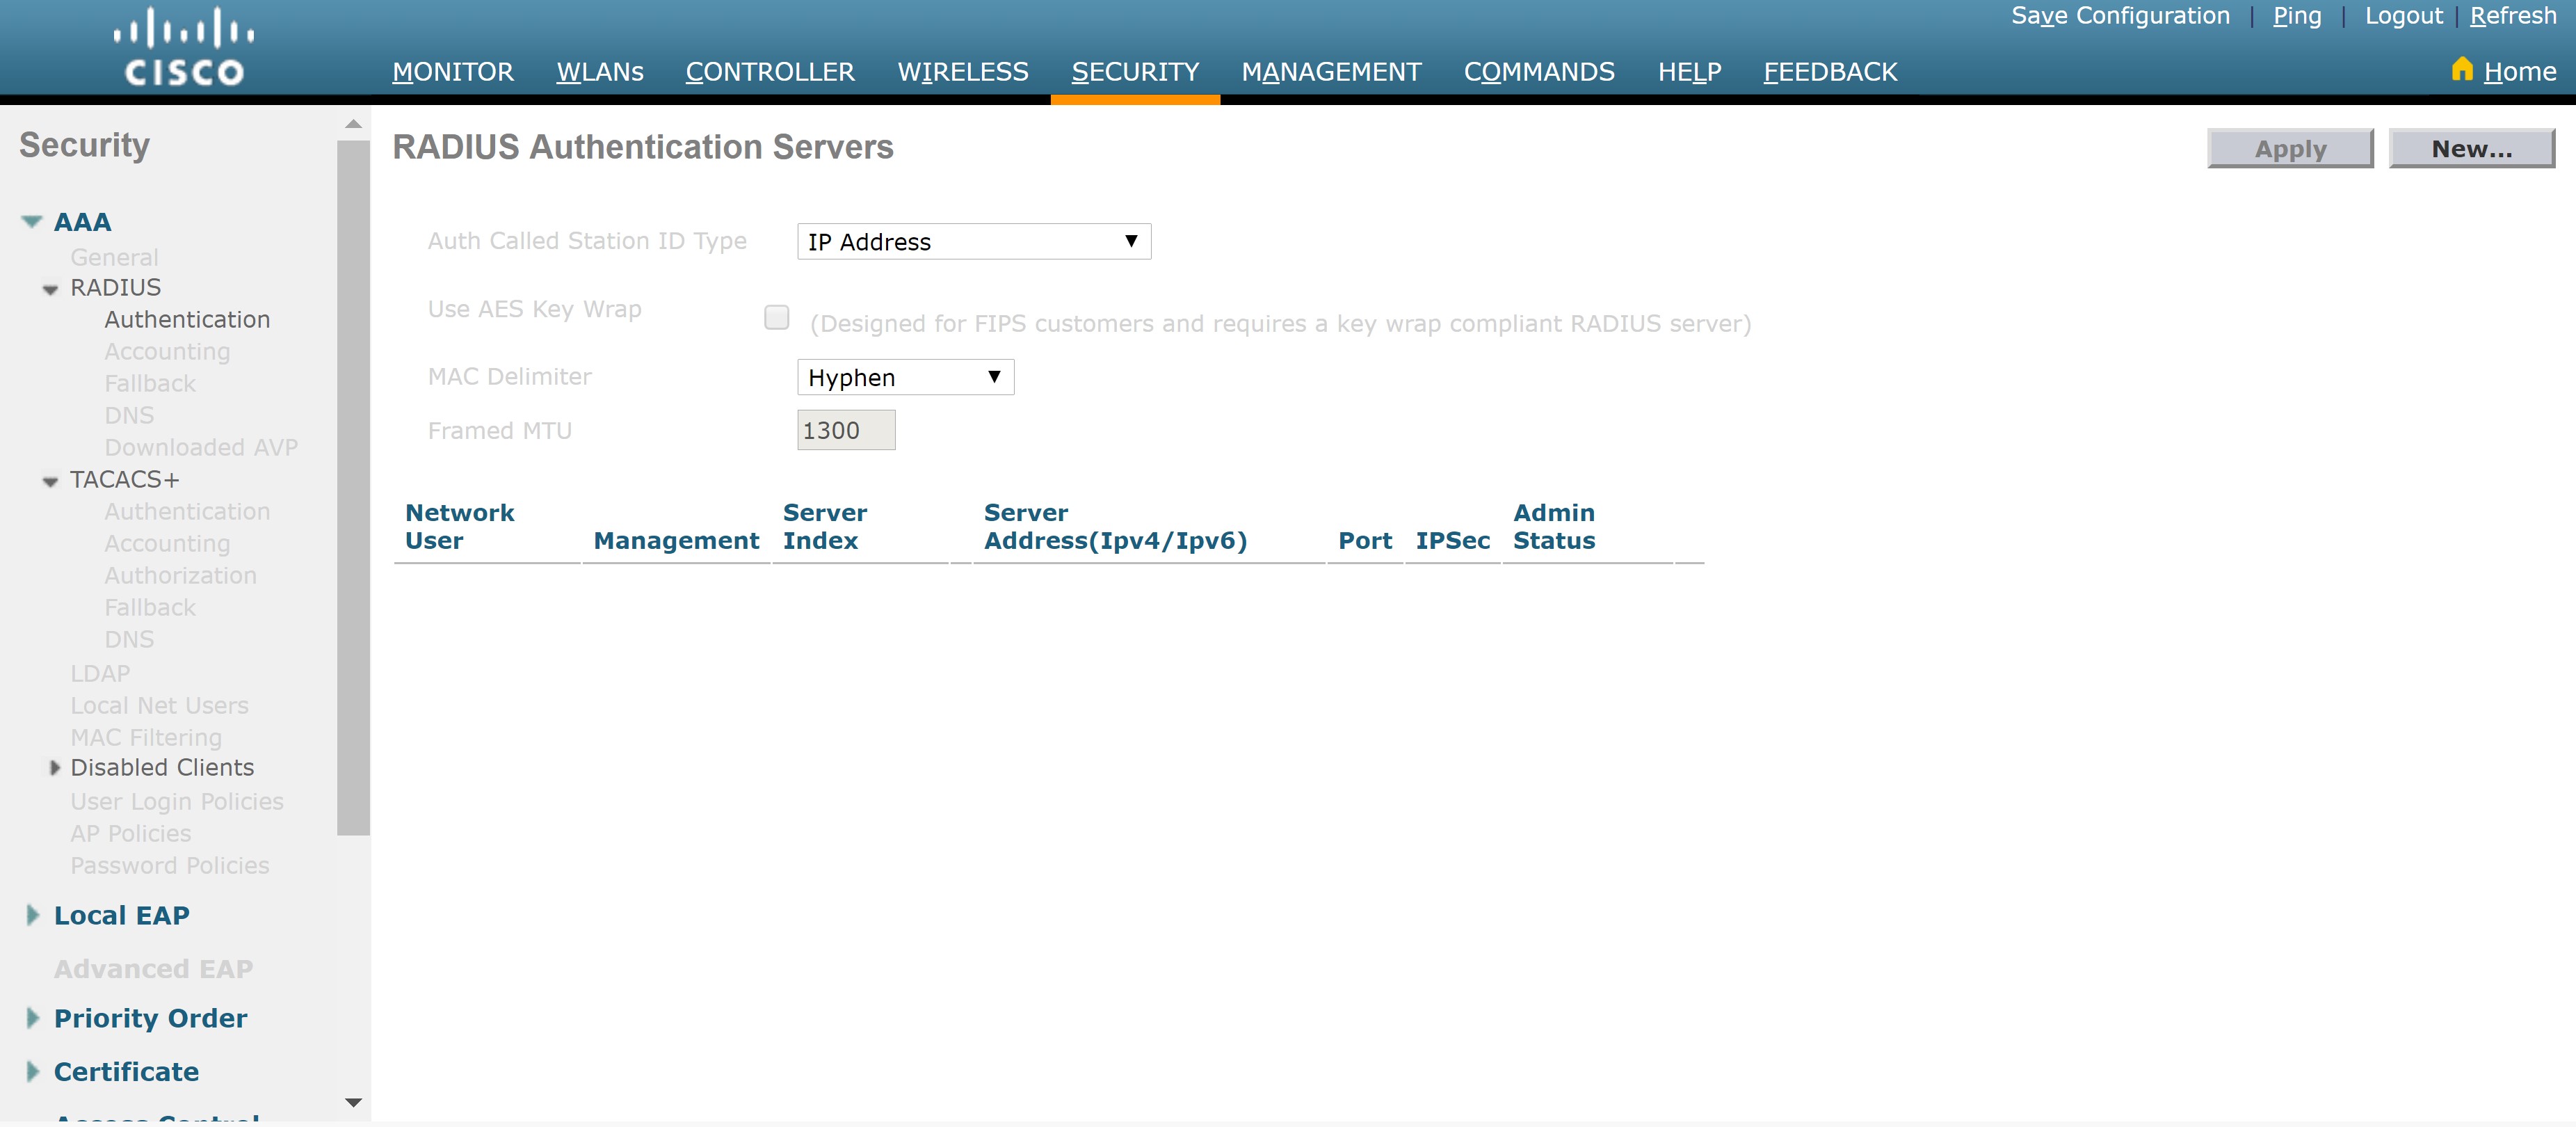 Save Configuration | Ping | Logout | Refresh
CISCO
MONITOR WLANs CONTROLLER WIRELESS SECURITY MANAGEMENT COMMANDS HELP FEEDBACK
Home
Security
AAA
General
RADIUS
Authentication
Accounting
Fallback
DNS
Downloaded AVP
TACACS+
Authentication
Accounting
Authorization
Fallback
DNS
LDAP
Local Net Users
MAC Filtering
Disabled Clients
User Login Policies
AP Policies
Password Policies
Local EAP
Advanced EAP
Priority Order
Certificate
Access Control
RADIUS Authentication Servers
Apply
New...
Auth Called Station ID Type IP Address
Use AES Key Wrap (Designed for FIPS customers and requires a key wrap compliant RADIUS server)
MAC Delimiter Hyphen
Framed MTU 1300
Network User
Management
Server Index
Server Address(Ipv4/Ipv6)
Port
IPSec
Admin Status